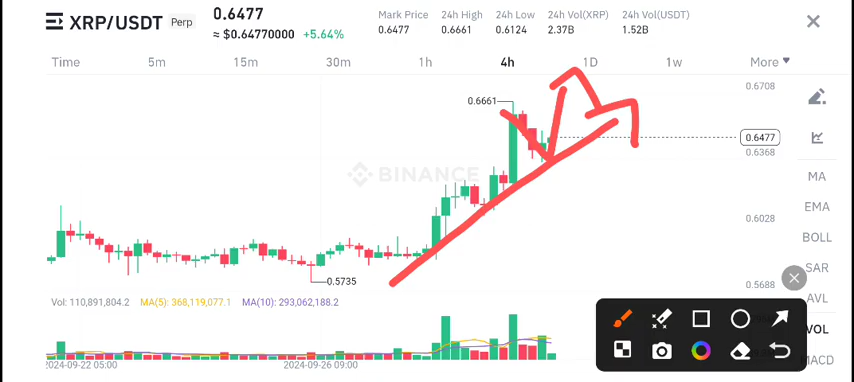 XRP/USDT Perp
0.6477
≈ $0.64770000 +5.64%
Mark Price 24h High 24h Low 24h Vol(XRP) 24h Vol(USDT)
0.6477 0.6661 0.6124 2.37B 1.52B
Time 5m 15m 30m 1h 4h 1D 1w More
0.6708
0.6661
0.6477
0.6368
BINANCE
MA
EMA
0.6028
BOLL
SAR
0.5735
0.5688
AVL
Vol: 110,891,804.2 MA(5): 368,119,077.1 MA(10): 293,062,188.2
VOL
MACD
2024-09-22 05:00 2024-09-26 09:00